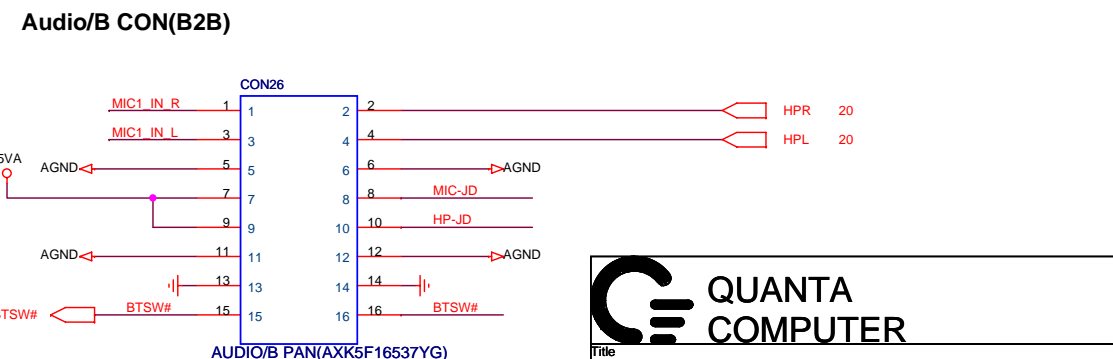 Audio/B CON(B2B)
CON26
MIC1_IN_R 1 1 2 2 HPR 20
MIC1_IN_L 3 3 4 4 HPL 20
5VA
AGND 5 5 6 6 AGND
7 7 8 8 MIC-JD
9 9 10 10 HP-JD
AGND 11 11 12 12 AGND
13 13 14 14
BTSW# BTSW# 15 15 16 16 BTSW#
AUDIO/B PAN(AXK5F16537YG)
QUANTA
COMPUTER
Title